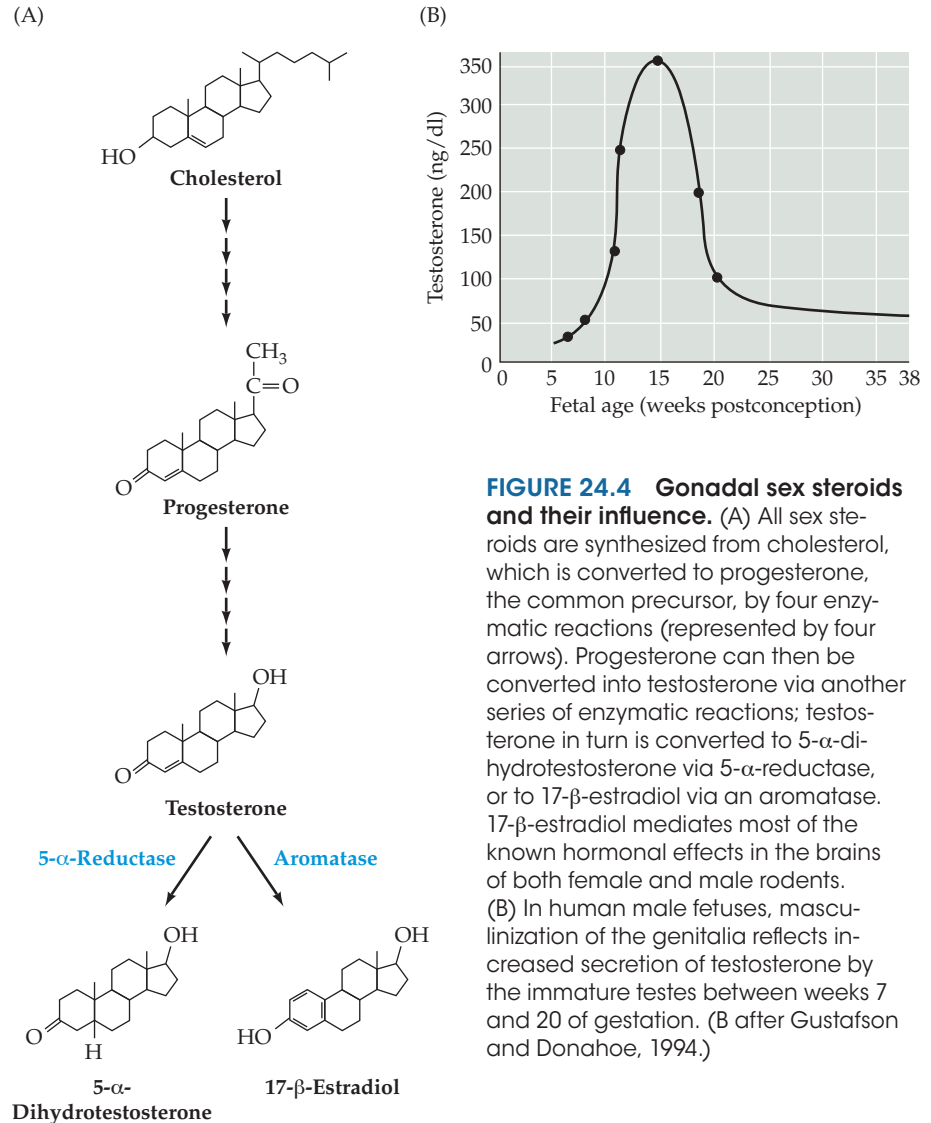 (A)
HO
Cholesterol
CH3
C=O
O
Progesterone
OH
O
Testosterone
5-α-Reductase
Aromatase
OH
O
H
5-α-
Dihydrotestosterone
OH
HO
17-β-Estradiol
(B)
Testosterone (ng/dl)
350
300
250
200
150
100
50
0
0 5 10 15 20 25 30 35 38
Fetal age (weeks postconception)
FIGURE 24.4 Gonadal sex steroids
and their influence. (A) All sex ste-
roids are synthesized from cholesterol,
which is converted to progesterone,
the common precursor, by four enzy-
matic reactions (represented by four
arrows). Progesterone can then be
converted into testosterone via another
series of enzymatic reactions; testos-
terone in turn is converted to 5-α-di-
hydrotestosterone via 5-α-reductase,
or to 17-β-estradiol via an aromatase.
17-β-estradiol mediates most of the
known hormonal effects in the brains
of both female and male rodents.
(B) In human male fetuses, mascu-
linization of the genitalia reflects in-
creased secretion of testosterone by
the immature testes between weeks 7
and 20 of gestation. (B after Gustafson
and Donahoe, 1994.)